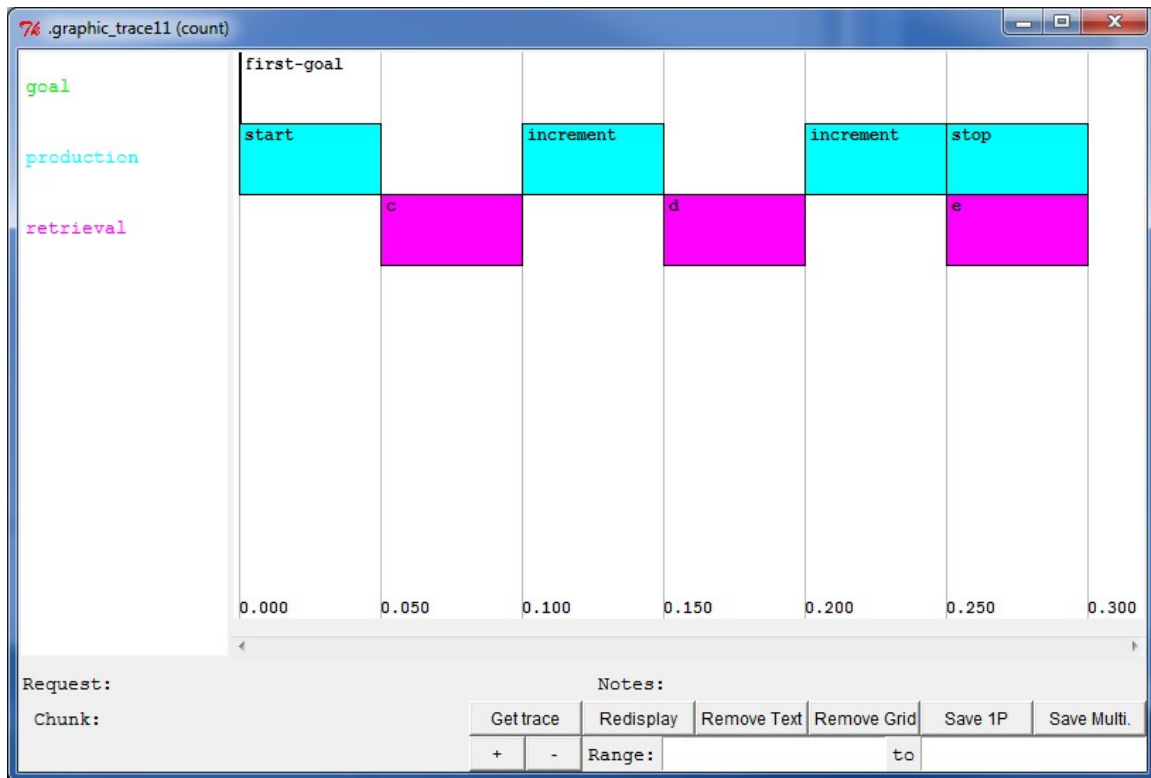 .graphic_trace11 (count)
first-goal
goal
start increment increment stop
production
c d e
retrieval
0.000 0.050 0.100 0.150 0.200 0.250 0.300
Request: Notes:
Chunk: Get trace Redisplay Remove Text Remove Grid Save 1P Save Multi.
+ - Range: to